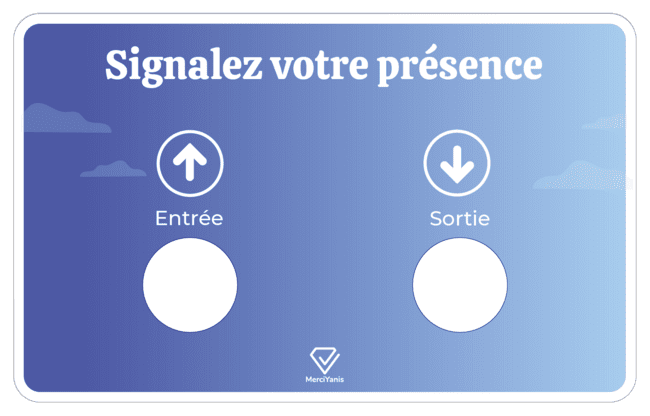 Signalez votre présence
Entrée
Sortie
MerciYanis